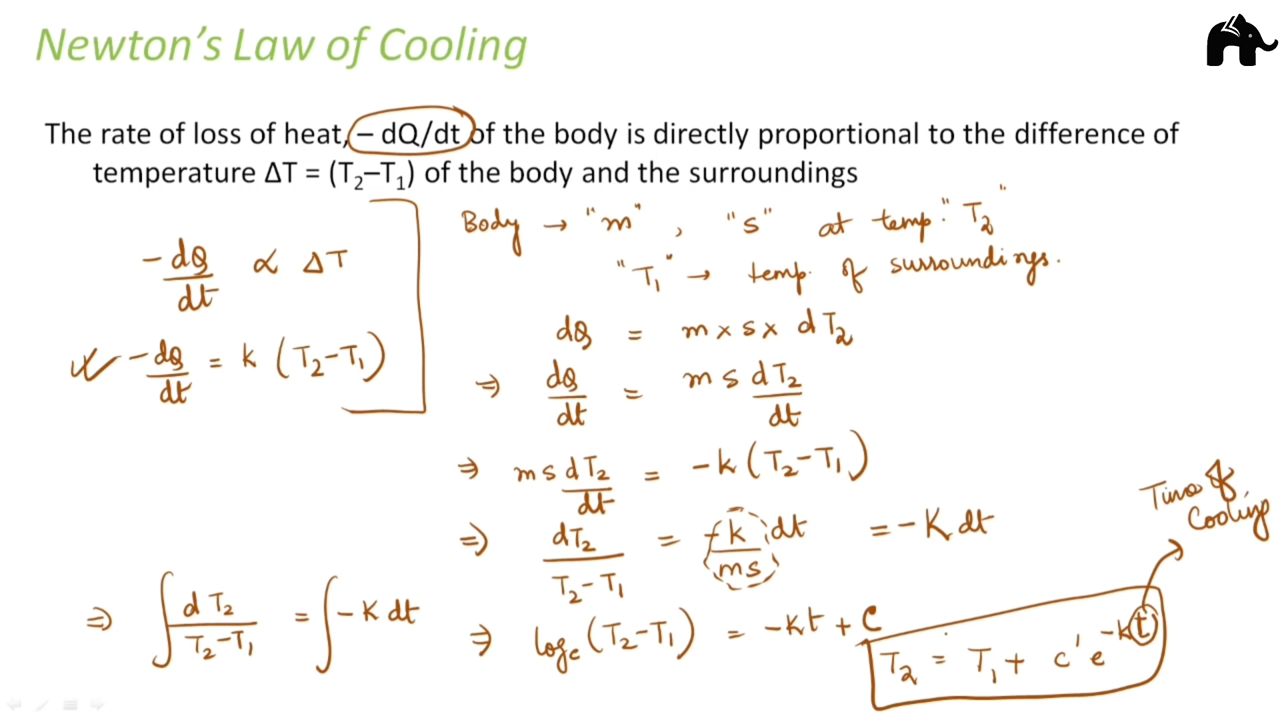 Newton's Law of Cooling
The rate of loss of heat, – dQ/dt of the body is directly proportional to the difference of
temperature ΔT = (T₂–T₁) of the body and the surroundings
-dQ/dt ∝ ΔT
-dQ/dt = k (T₂-T₁)
Body → "m", "s" at temp. "T₂"
"T₁" → temp. of surroundings.
dQ = m × s × dT₂
⇒ dQ/dt = m s dT₂/dt
⇒ m s dT₂/dt = -k (T₂-T₁)
⇒ dT₂/(T₂-T₁) = -k/ms dt = -K dt
Time of
Cooling
⇒ ∫ dT₂/(T₂-T₁) = ∫ -K dt
⇒ logₑ (T₂-T₁) = -Kt + C
T₂ = T₁ + c' e^(-Kt)